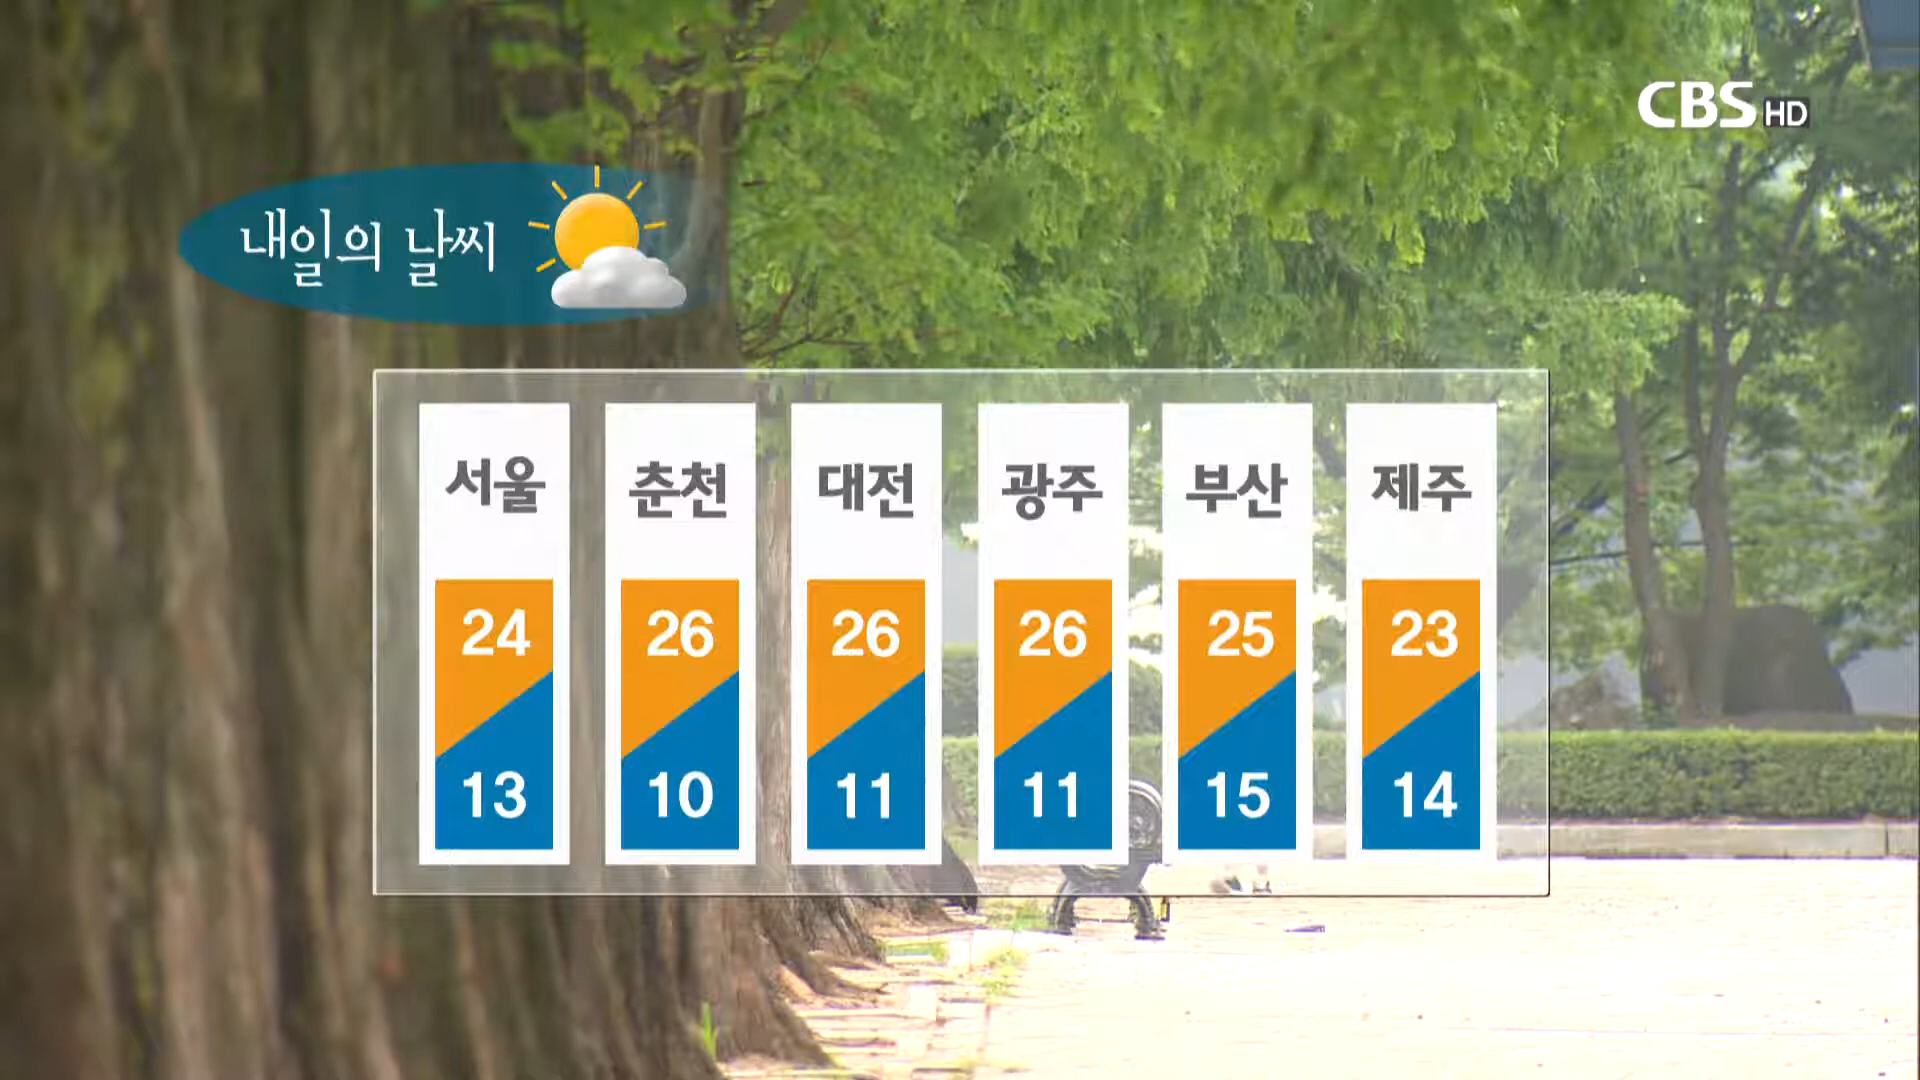 CBS HD
내일의 날씨
서울 춘천 대전 광주 부산 제주
24 26 26 26 25 23
13 10 11 11 15 14